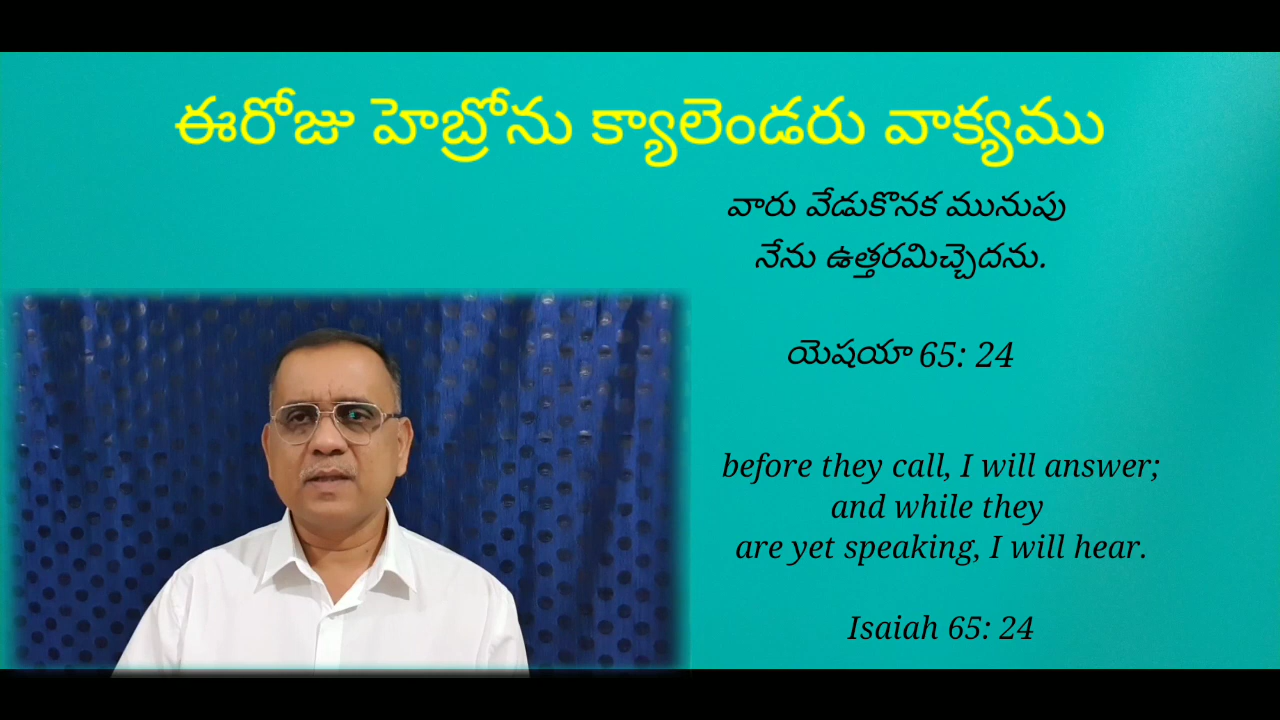 ఈరోజు హెబ్రోను క్యాలెండరు వాక్యము
వారు వేడుకొనక మునుపు
నేను ఉత్తరమిచ్చెదను.
యెషయా 65: 24
before they call, I will answer;
and while they
are yet speaking, I will hear.
Isaiah 65: 24